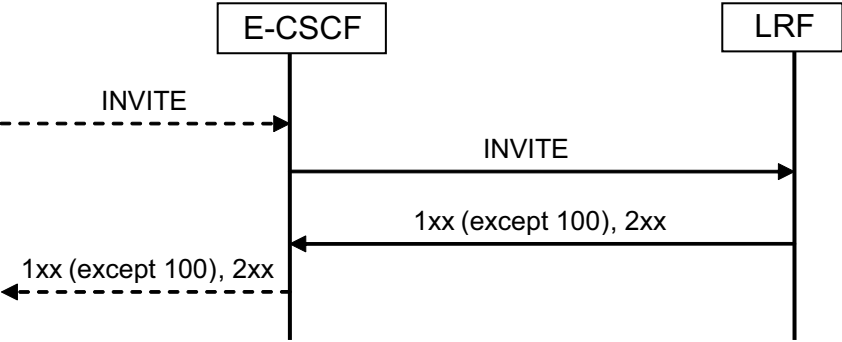 E-CSCF
LRF
INVITE
INVITE
1xx (except 100), 2xx
1xx (except 100), 2xx